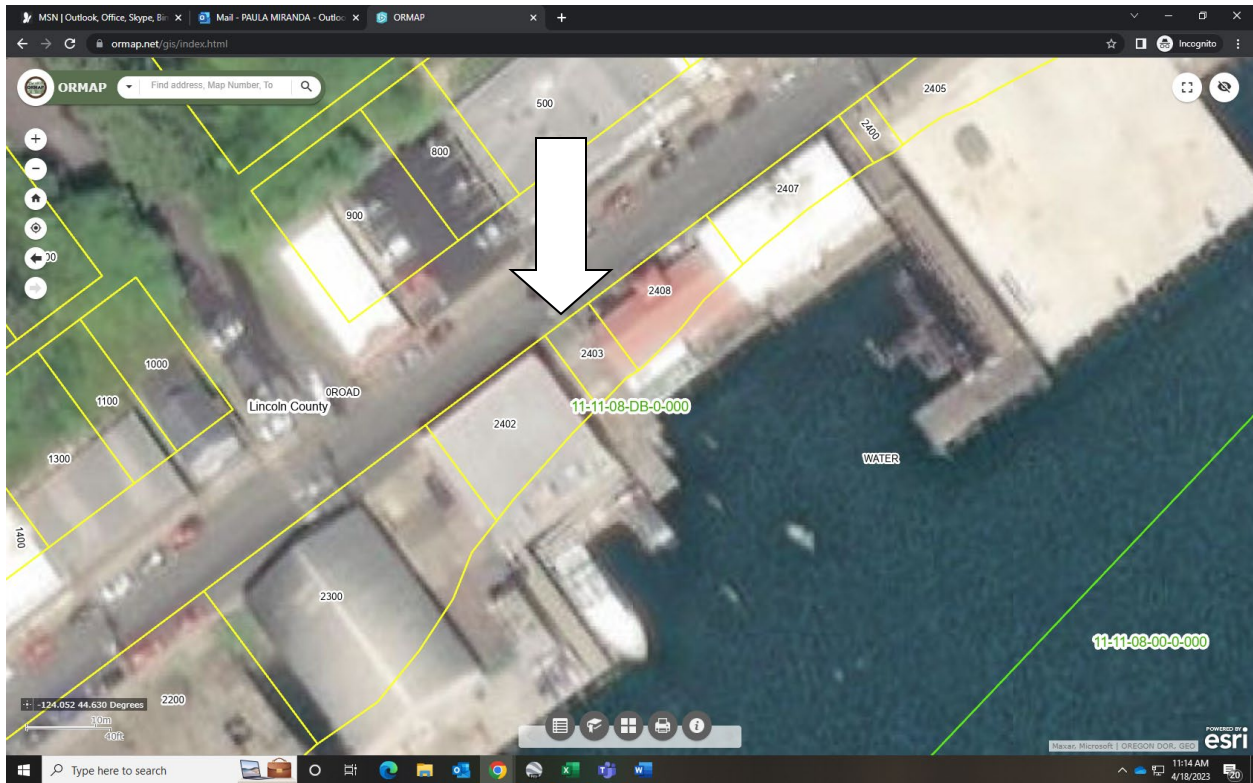 MSN | Outlook, Office, Skype, Bin
Mail - PAULA MIRANDA - Outloo
ORMAP
ormap.net/gis/index.html
Incognito
ORMAP
Find address, Map Number, To
500
2405
2400
800
2407
900
2408
2403
1000
0ROAD
1100
Lincoln County
11-11-08-DB-0-000
2402
1300
WATER
1400
2300
11-11-08-00-0-000
2200
-124.052 44.630 Degrees
10m
40ft
POWERED BY
esri
Maxar, Microsoft | OREGON DOR, GEO
Type here to search
11:14 AM
4/18/2023
20